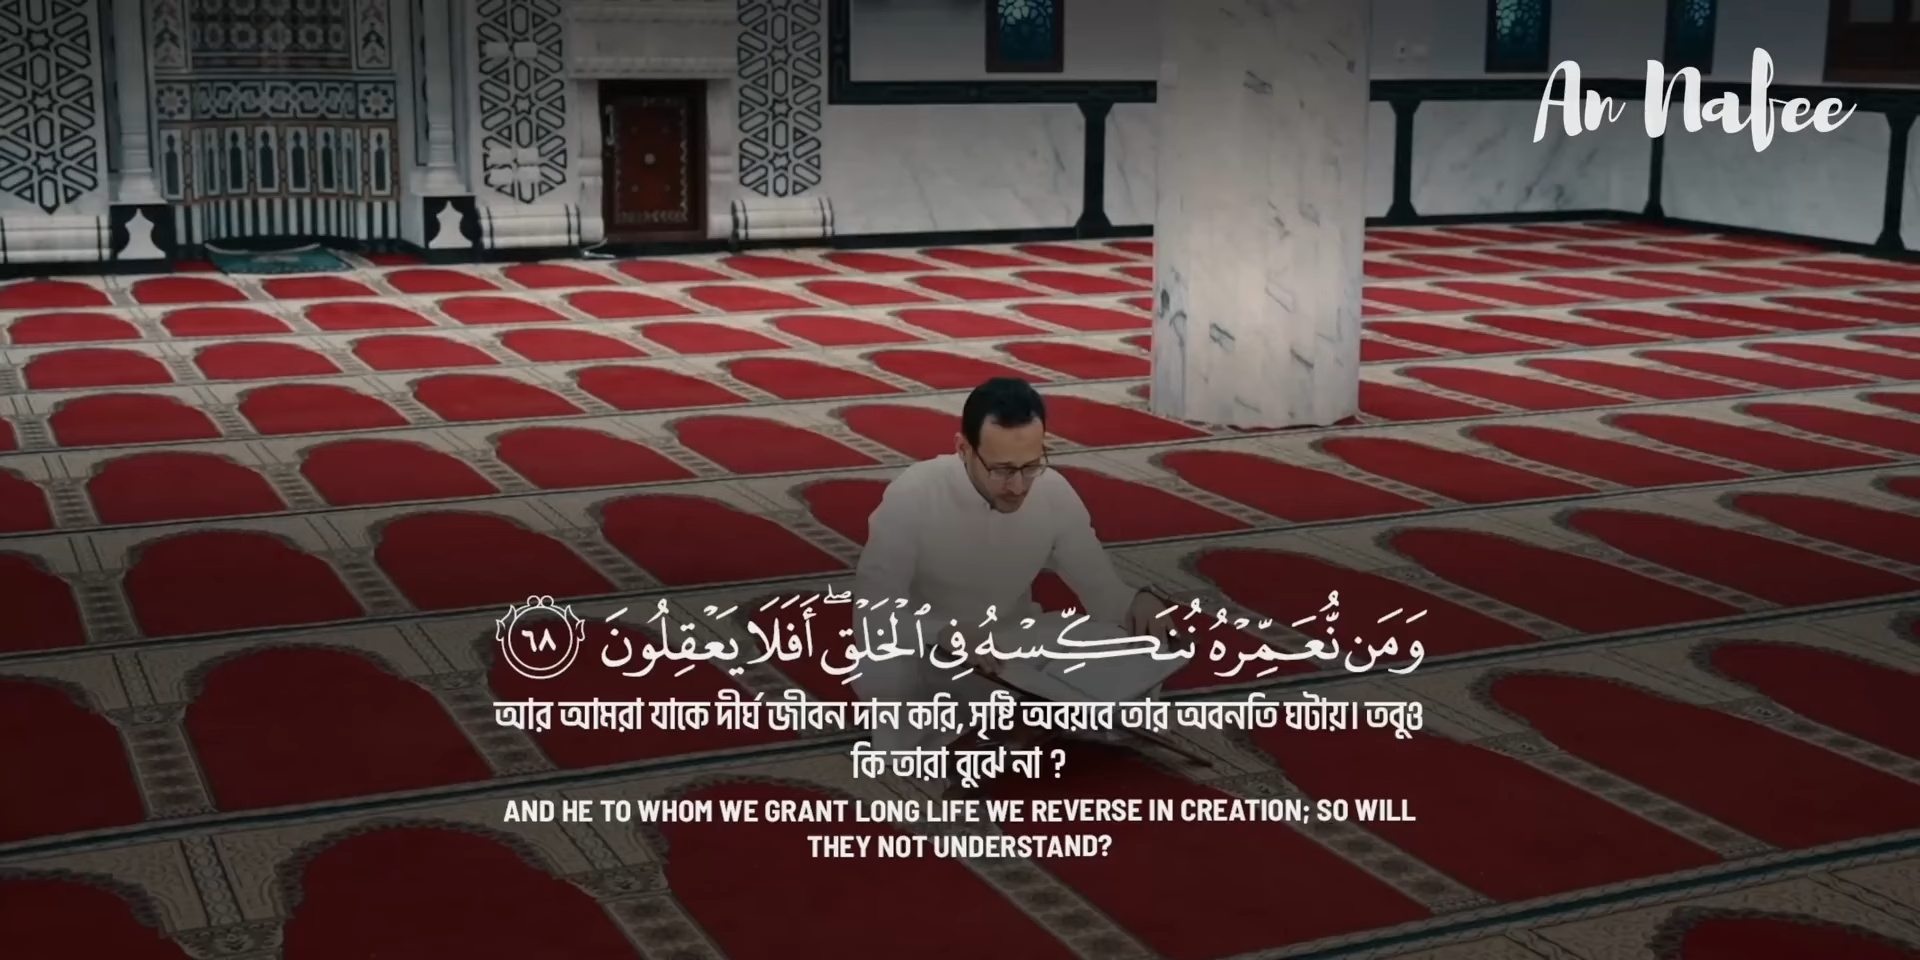 An Nafee
وَمَن نُّعَمِّرْهُ نُنَكِّسْهُ فِى ٱلْخَلْقِ ۖ أَفَلَا يَعْقِلُونَ ٦٨
আর আমরা যাকে দীর্ঘ জীবন দান করি, সৃষ্টি অবয়বে তার অবনতি ঘটায়। তবুও
কি তারা বুঝে না ?
AND HE TO WHOM WE GRANT LONG LIFE WE REVERSE IN CREATION; SO WILL
THEY NOT UNDERSTAND?